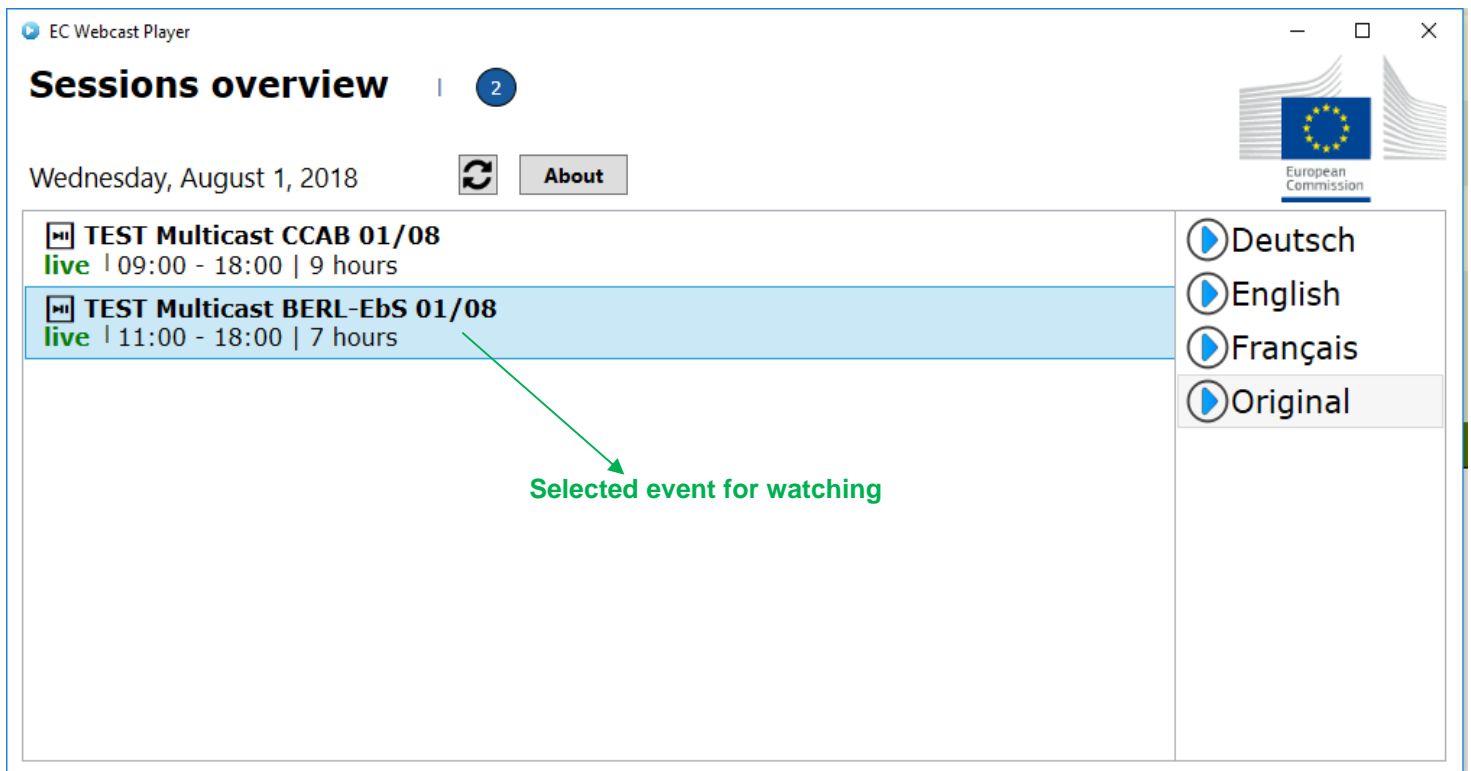 EC Webcast Player
Sessions overview | 2
Wednesday, August 1, 2018 About
European
Commission
TEST Multicast CCAB 01/08
live | 09:00 - 18:00 | 9 hours
TEST Multicast BERL-EbS 01/08
live | 11:00 - 18:00 | 7 hours
Selected event for watching
Deutsch
English
Français
Original